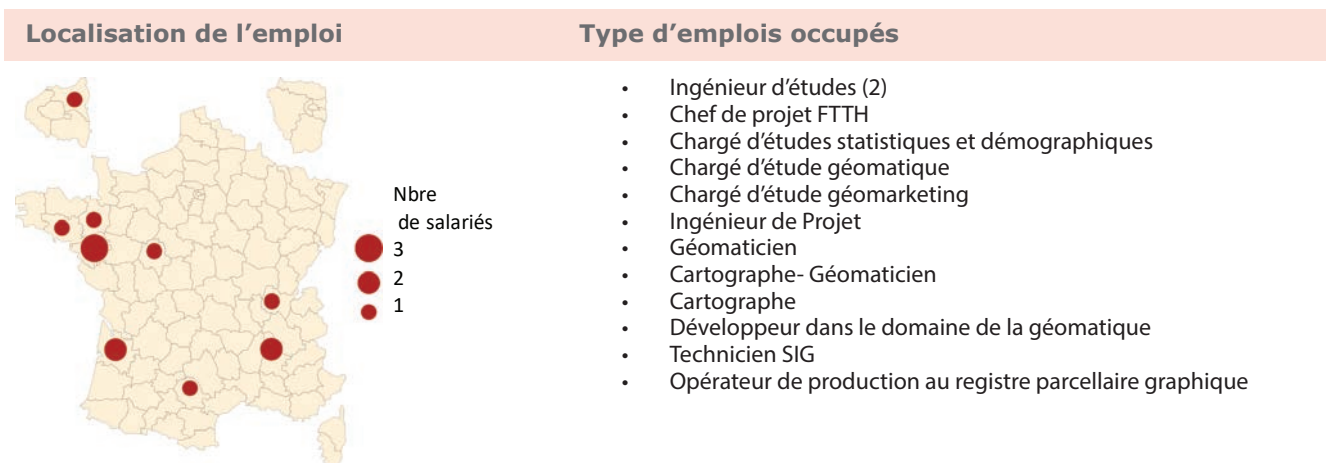 Localisation de l’emploi
Type d’emplois occupés
Nbre
de salariés
3
2
1
• Ingénieur d’études (2)
• Chef de projet FTTH
• Chargé d’études statistiques et démographiques
• Chargé d’étude géomatique
• Chargé d’étude géomarketing
• Ingénieur de Projet
• Géomaticien
• Cartographe- Géomaticien
• Cartographe
• Développeur dans le domaine de la géomatique
• Technicien SIG
• Opérateur de production au registre parcellaire graphique